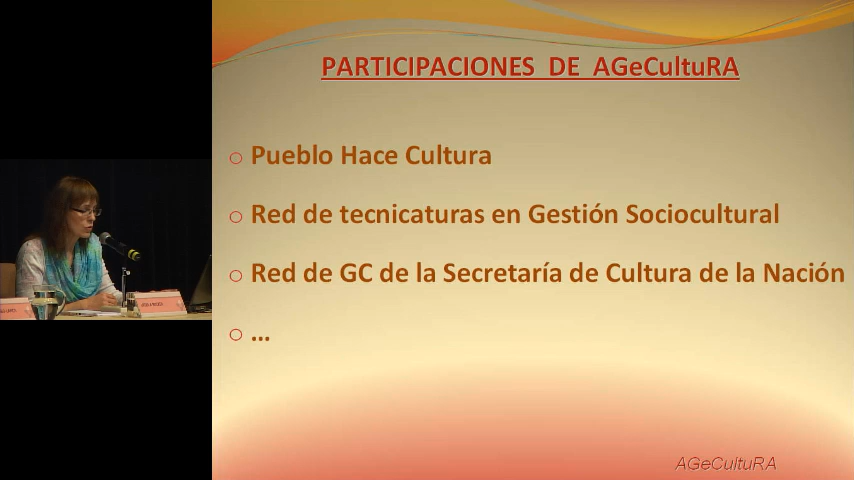 PARTICIPACIONES DE AGeCultuRA
Pueblo Hace Cultura
Red de tecnicaturas en Gestión Sociocultural
Red de GC de la Secretaría de Cultura de la Nación
...
AGeCultuRA